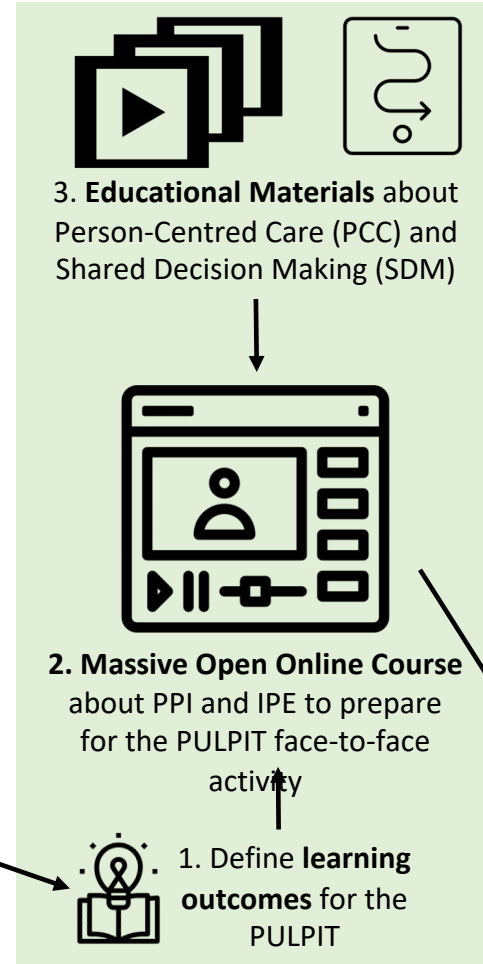 3. Educational Materials about
Person-Centred Care (PCC) and
Shared Decision Making (SDM)
2. Massive Open Online Course
about PPI and IPE to prepare
for the PULPIT face-to-face
activity
1. Define learning
outcomes for the
PULPIT